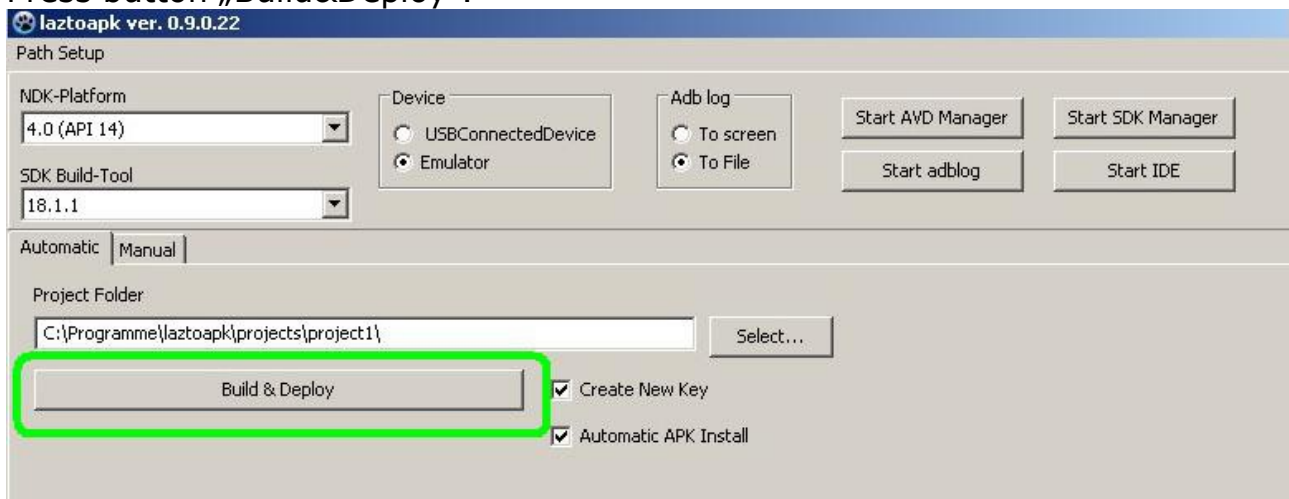 Press button „Build&Deploy“.
laztoapk ver. 0.9.0.22
Path Setup
NDK-Platform
4.0 (API 14)
SDK Build-Tool
18.1.1
Device
USBConnectedDevice
Emulator
Adb log
To screen
To File
Start AVD Manager
Start SDK Manager
Start adblog
Start IDE
Automatic
Manual
Project Folder
C:\Programme\laztoapk\projects\project1\
Select...
Build & Deploy
Create New Key
Automatic APK Install